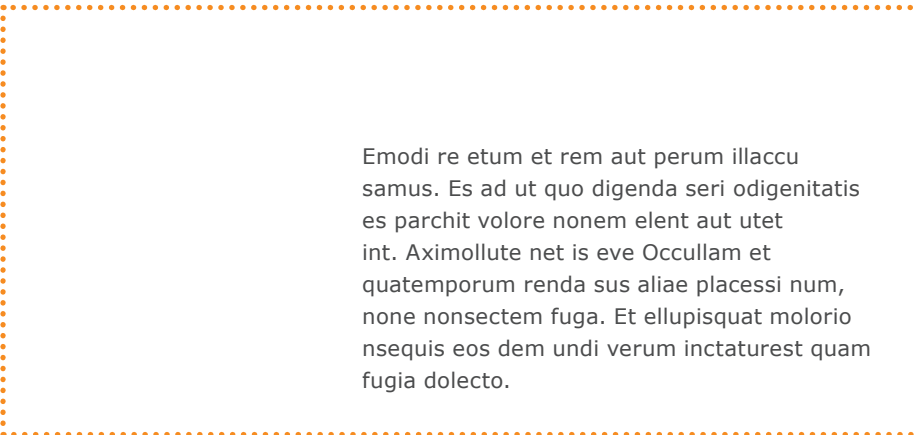 Emodi re etum et rem aut perum illaccu
samus. Es ad ut quo digenda seri odigenitatis
es parchit volore nonem elent aut utet
int. Aximollute net is eve Occullam et
quatemporum renda sus aliae placessi num,
none nonsectem fuga. Et ellupisquat molorio
nsequis eos dem undi verum inctaturest quam
fugia dolecto.